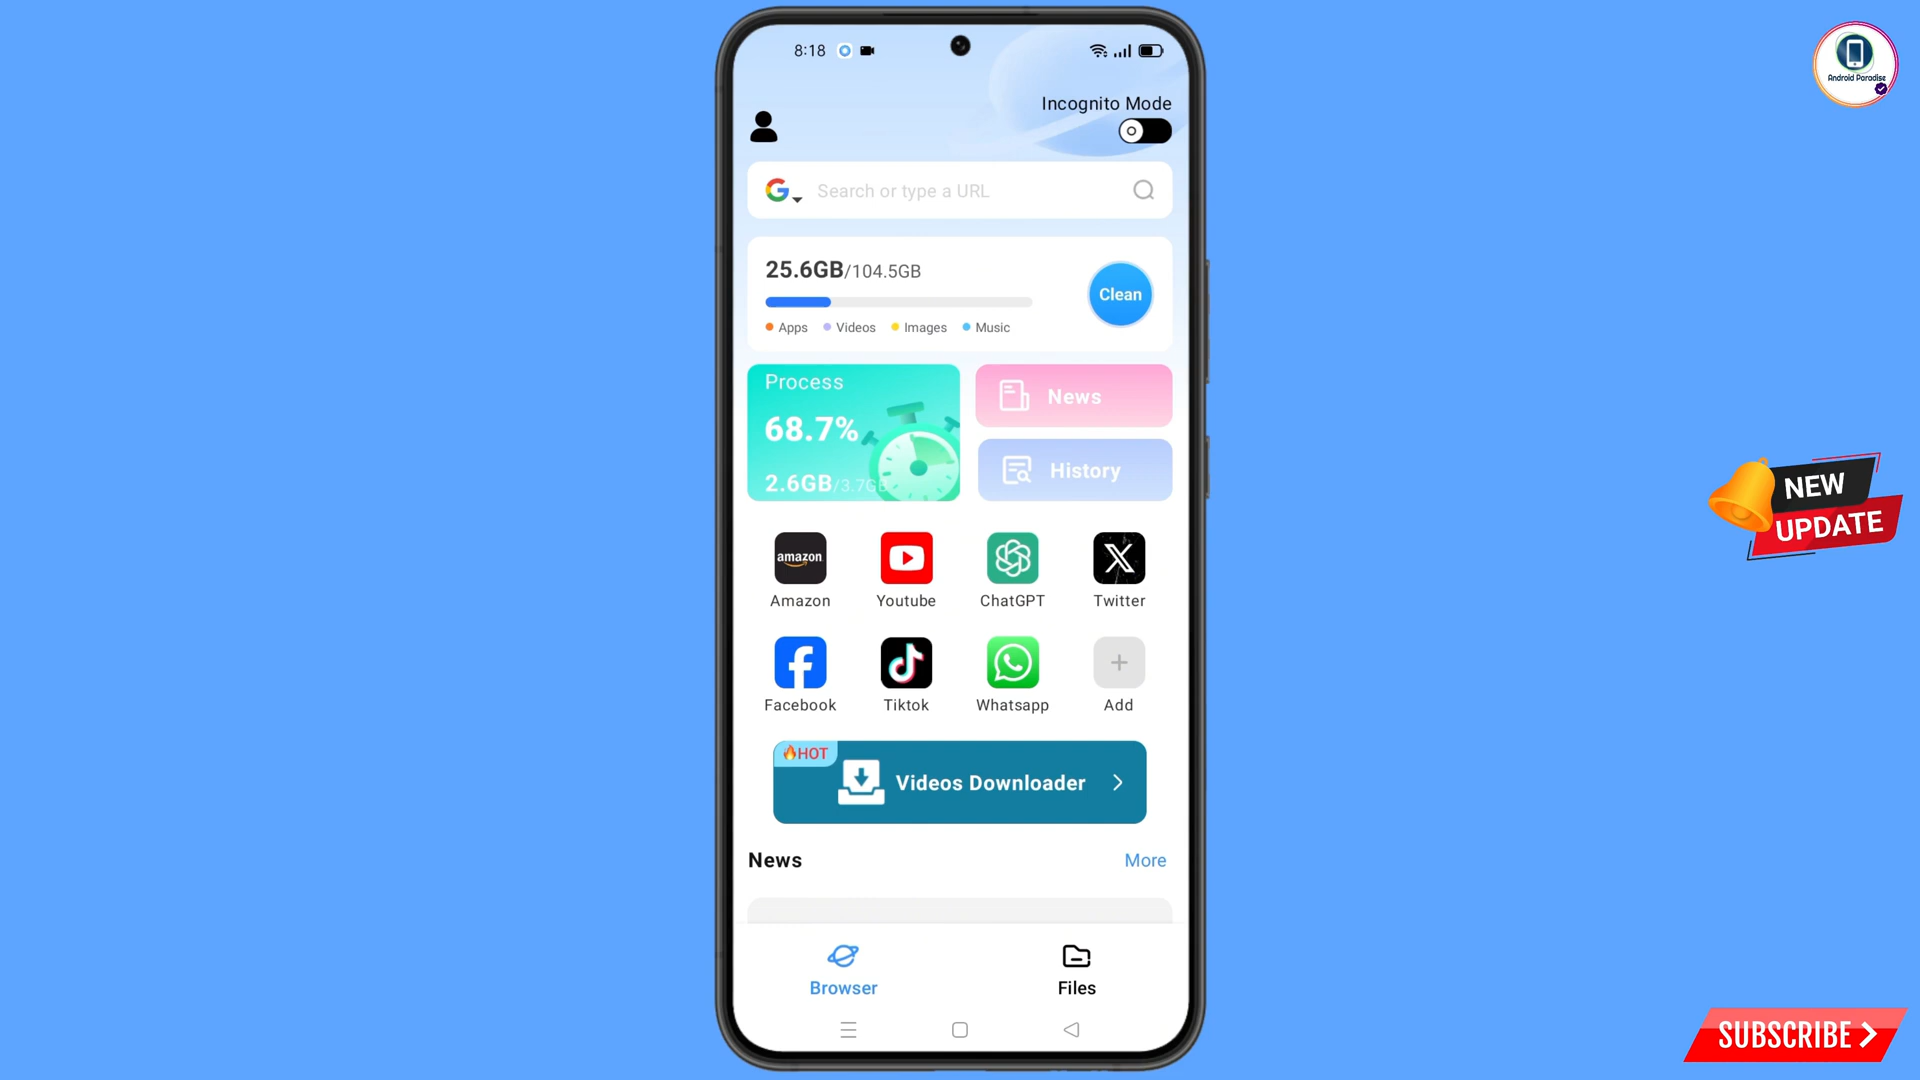 8:18
Android Paradise
Incognito Mode
Search or type a URL
25.6GB/104.5GB
Clean
Apps Videos Images Music
Process
68.7%
2.6GB/3.7GB
News
History
NEW
UPDATE
amazon
Amazon Youtube ChatGPT Twitter
Facebook Tiktok Whatsapp Add
HOT
Videos Downloader
News More
Browser Files
SUBSCRIBE